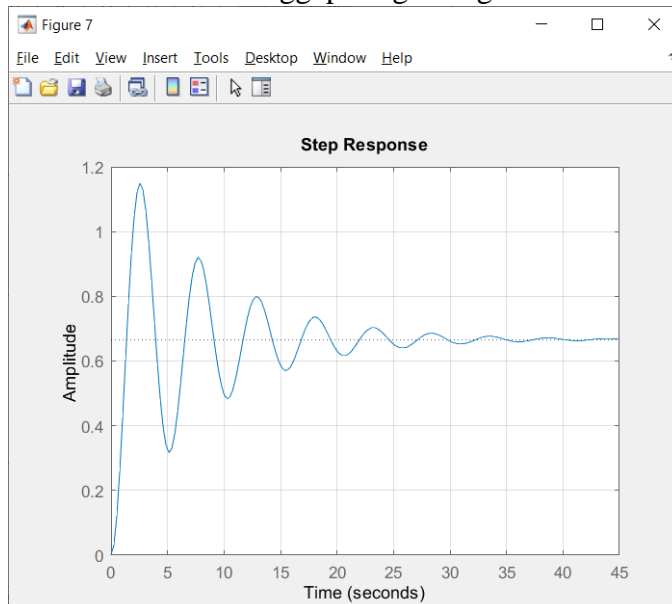 Figure 7
File Edit View Insert Tools Desktop Window Help
Step Response
1.2
1
0.8
0.6
0.4
0.2
0
Amplitude
0 5 10 15 20 25 30 35 40 45
Time (seconds)